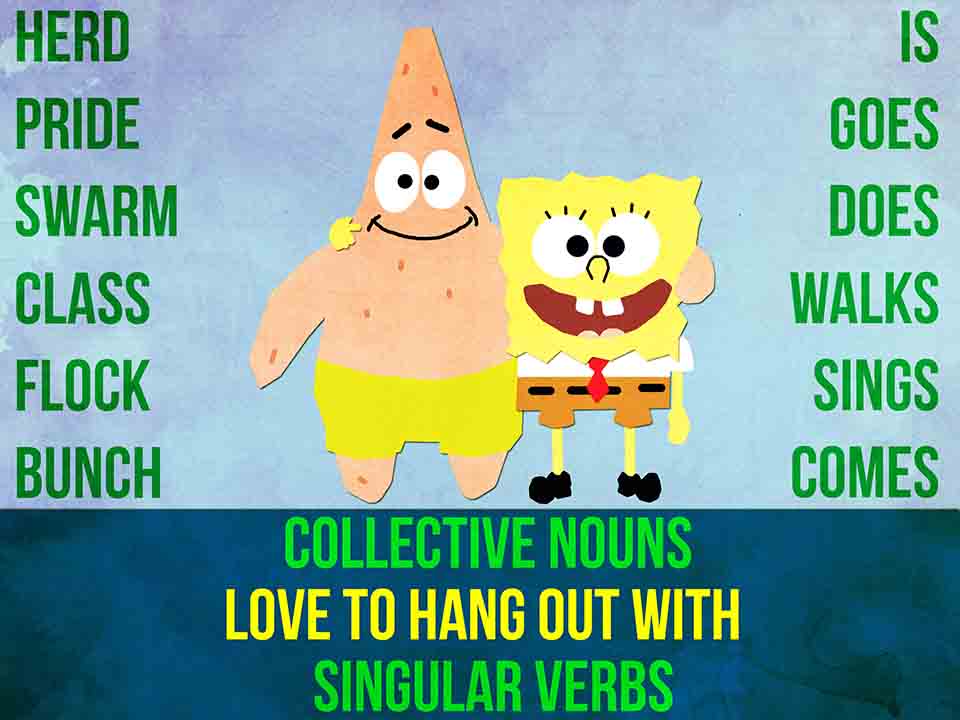 HERD
PRIDE
SWARM
CLASS
FLOCK
BUNCH
IS
GOES
DOES
WALKS
SINGS
COMES
COLLECTIVE NOUNS
LOVE TO HANG OUT WITH
SINGULAR VERBS